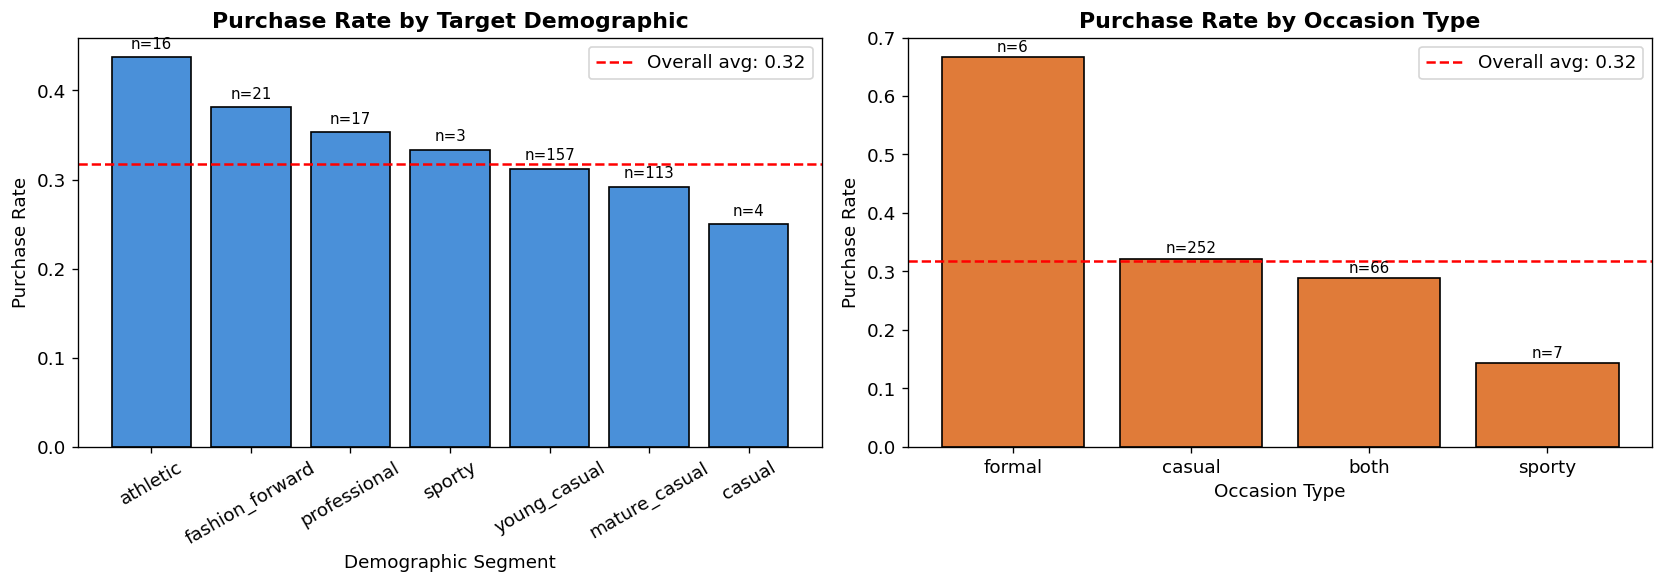 Purchase Rate by Target Demographic
Purchase Rate
0.4
0.3
0.2
0.1
0.0
n=16
n=21
n=17
n=3
n=157
n=113
n=4
Overall avg: 0.32
athletic
fashion_forward
professional
sporty
young_casual
mature_casual
casual
Demographic Segment
Purchase Rate by Occasion Type
Purchase Rate
0.7
0.6
0.5
0.4
0.3
0.2
0.1
0.0
n=6
n=252
n=66
n=7
Overall avg: 0.32
formal
casual
both
sporty
Occasion Type